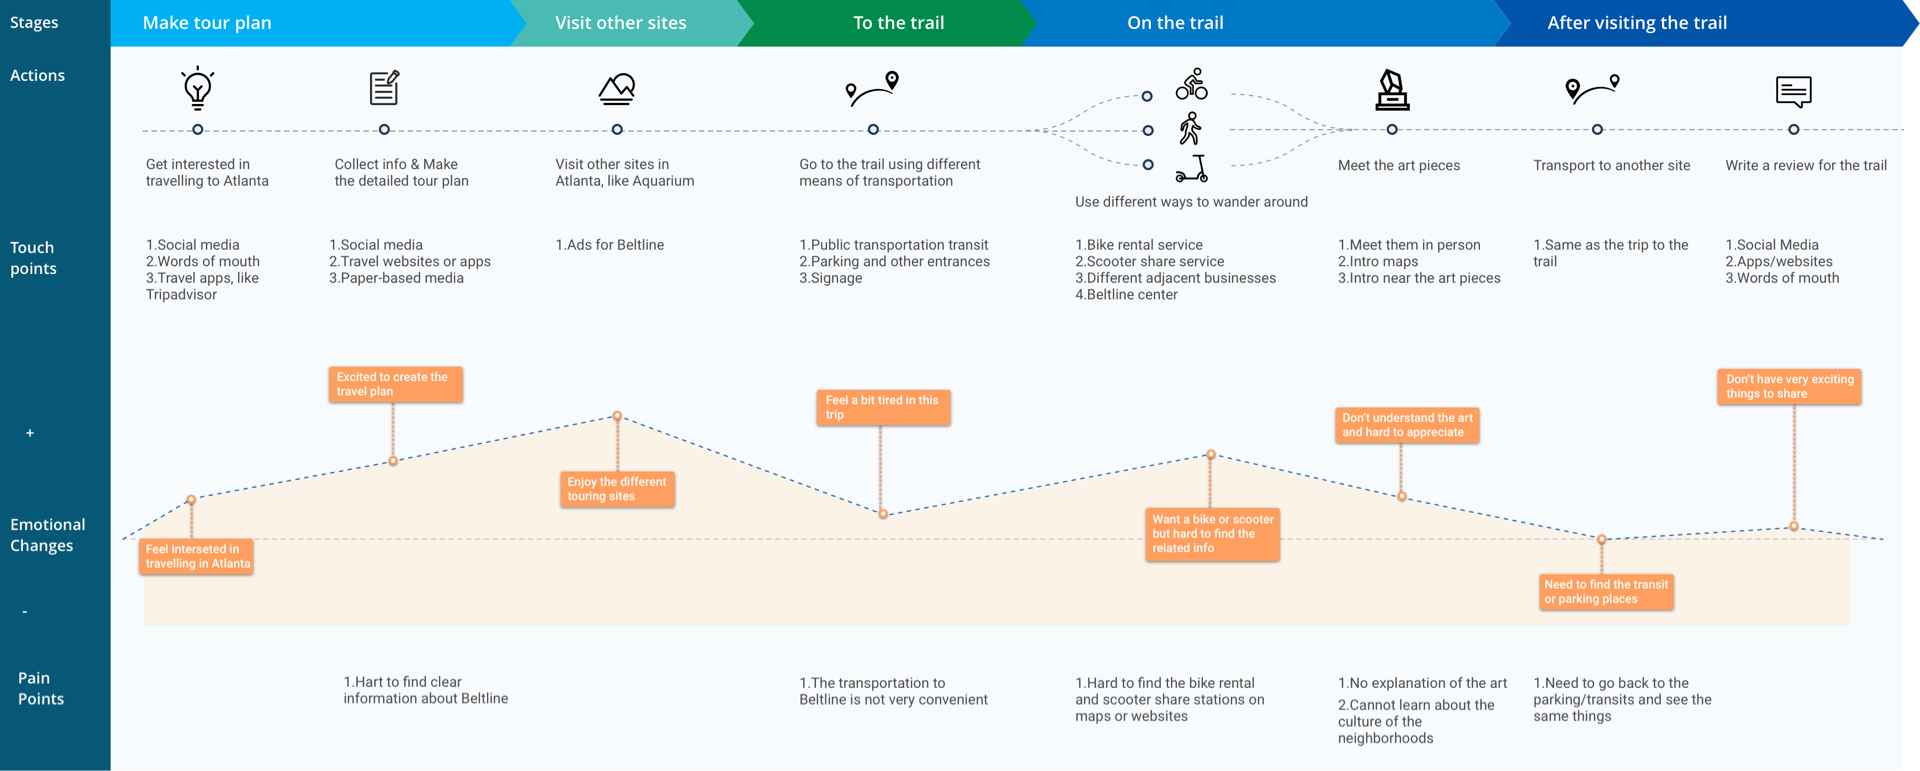 Stages
Make tour plan
Visit other sites
To the trail
On the trail
After visiting the trail
Actions
Get interested in
travelling to Atlanta
Collect info & Make
the detailed tour plan
Visit other sites in
Atlanta, like Aquarium
Go to the trail using different
means of transportation
Use different ways to wander around
Meet the art pieces
Transport to another site
Write a review for the trail
Touch
points
1.Social media
2.Words of mouth
3.Travel apps, like
Tripadvisor
1.Social media
2.Travel websites or apps
3.Paper-based media
1.Ads for Beltline
1.Public transportation transit
2.Parking and other entrances
3.Signage
1.Bike rental service
2.Scooter share service
3.Different adjacent businesses
4.Beltline center
1.Meet them in person
2.Intro maps
3.Intro near the art pieces
1.Same as the trip to the
trail
1.Social Media
2.Apps/websites
3.Words of mouth
+
Emotional
Changes
-
Feel interseted in
travelling in Atlanta
Excited to create the
travel plan
Enjoy the different
touring sites
Feel a bit tired in this
trip
Want a bike or scooter
but hard to find the
related info
Don't understand the art
and hard to appreciate
Need to find the transit
or parking places
Don't have very exciting
things to share
Pain
Points
1.Hart to find clear
information about Beltline
1.The transportation to
Beltline is not very convenient
1.Hard to find the bike rental
and scooter share stations on
maps or websites
1.No explanation of the art
2.Cannot learn about the
culture of the
neighborhoods
1.Need to go back to the
parking/transits and see the
same things